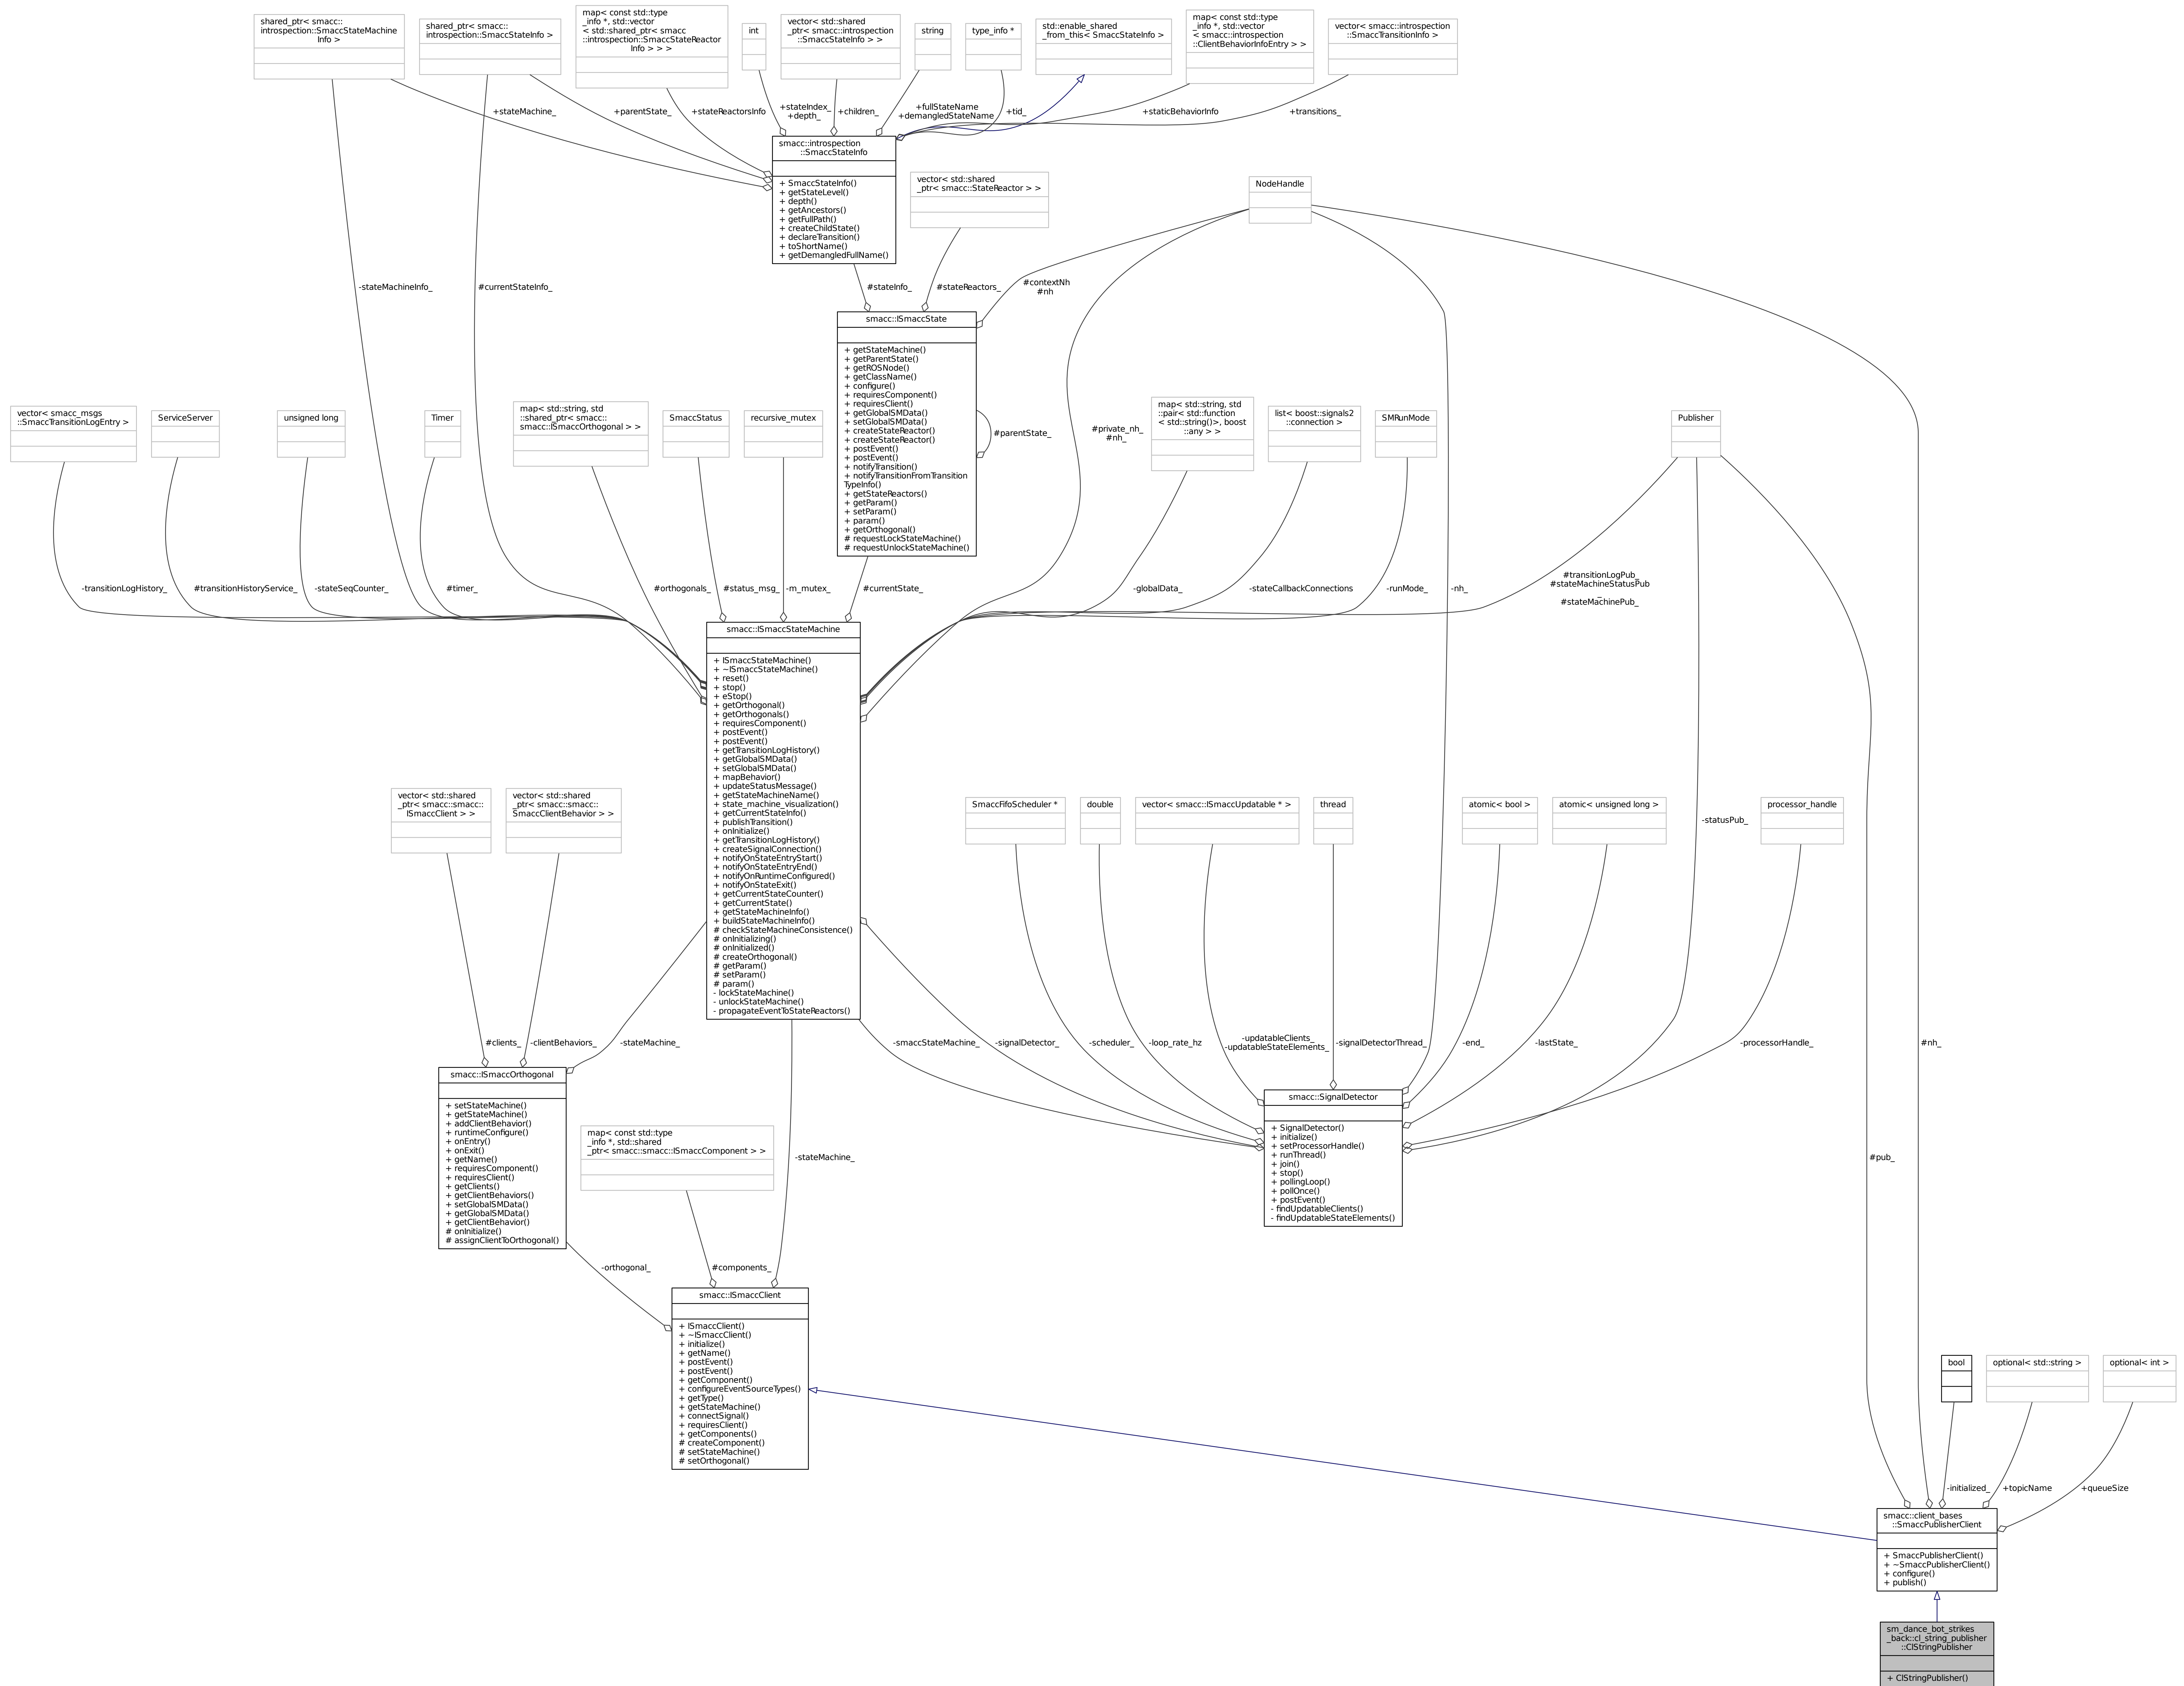 shared_ptr< smacc::
introspection::SmaccStateMachine
Info >
shared_ptr< smacc::
introspection::SmaccStateInfo >
map< const std::type
_info *, std::vector
< std::shared_ptr< smacc
::introspection::SmaccStateReactor
Info > > >
int
vector< std::shared
_ptr< smacc::introspection
::SmaccStateInfo > >
string
type_info *
std::enable_shared
_from_this< SmaccStateInfo >
map< const std::type
_info *, std::vector
< smacc::introspection
::ClientBehaviorInfoEntry > >
vector< smacc::introspection
::SmaccTransitionInfo >
+stateMachine_
+parentState_
+stateReactorsInfo
+stateIndex_
+depth_
+children_
+fullStateName
+demangledStateName
+tid_
+staticBehaviorInfo
+transitions_
smacc::introspection
::SmaccStateInfo
+ SmaccStateInfo()
+ getStateLevel()
+ depth()
+ getAncestors()
+ getFullPath()
+ createChildState()
+ declareTransition()
+ toShortName()
+ getDemangledFullName()
vector< std::shared
_ptr< smacc::StateReactor > >
NodeHandle
-stateMachineInfo_
#currentStateInfo_
#stateInfo_
#stateReactors_
#contextNh
#nh
smacc::ISmaccState
+ getStateMachine()
+ getParentState()
+ getROSNode()
+ getClassName()
+ configure()
+ requiresComponent()
+ requiresClient()
+ getGlobalSMData()
+ setGlobalSMData()
+ createStateReactor()
+ createStateReactor()
+ postEvent()
+ postEvent()
+ notifyTransition()
+ notifyTransitionFromTransition
TypeInfo()
+ getStateReactors()
+ getParam()
+ setParam()
+ param()
+ getOrthogonal()
# requestLockStateMachine()
# requestUnlockStateMachine()
#parentState_
vector< smacc_msgs
::SmaccTransitionLogEntry >
ServiceServer
unsigned long
Timer
map< std::string, std
::shared_ptr< smacc::
smacc::ISmaccOrthogonal > >
SmaccStatus
recursive_mutex
#private_nh_
#nh_
map< std::string, std
::pair< std::function
< std::string()>, boost
::any > >
list< boost::signals2
::connection >
SMRunMode
Publisher
-transitionLogHistory_
#transitionHistoryService_
-stateSeqCounter_
#timer_
#orthogonals_
#status_msg_
-m_mutex_
#currentState_
-globalData_
-stateCallbackConnections
-runMode_
-nh_
#transitionLogPub_
#stateMachineStatusPub
_
#stateMachinePub_
smacc::ISmaccStateMachine
+ ISmaccStateMachine()
+ ~ISmaccStateMachine()
+ reset()
+ stop()
+ eStop()
+ getOrthogonal()
+ getOrthogonals()
+ requiresComponent()
+ postEvent()
+ postEvent()
+ getTransitionLogHistory()
+ getGlobalSMData()
+ setGlobalSMData()
+ mapBehavior()
+ updateStatusMessage()
+ getStateMachineName()
+ state_machine_visualization()
+ getCurrentStateInfo()
+ publishTransition()
+ onInitialize()
+ getTransitionLogHistory()
+ createSignalConnection()
+ notifyOnStateEntryStart()
+ notifyOnStateEntryEnd()
+ notifyOnRuntimeConfigured()
+ notifyOnStateExit()
+ getCurrentStateCounter()
+ getCurrentState()
+ getStateMachineInfo()
+ buildStateMachineInfo()
# checkStateMachineConsistence()
# onInitializing()
# onInitialized()
# createOrthogonal()
# getParam()
# setParam()
# param()
- lockStateMachine()
- unlockStateMachine()
- propagateEventToStateReactors()
vector< std::shared
_ptr< smacc::smacc::
ISmaccClient > >
vector< std::shared
_ptr< smacc::smacc::
SmaccClientBehavior > >
SmaccFifoScheduler *
double
vector< smacc::ISmaccUpdatable * >
thread
atomic< bool >
atomic< unsigned long >
processor_handle
-statusPub_
#clients_
-clientBehaviors_
-stateMachine_
-smaccStateMachine_
-signalDetector_
-scheduler_
-loop_rate_hz
-updatableClients_
-updatableStateElements_
-signalDetectorThread_
-end_
-lastState_
-processorHandle_
#nh_
smacc::ISmaccOrthogonal
+ setStateMachine()
+ getStateMachine()
+ addClientBehavior()
+ runtimeConfigure()
+ onEntry()
+ onExit()
+ getName()
+ requiresComponent()
+ requiresClient()
+ getClients()
+ getClientBehaviors()
+ setGlobalSMData()
+ getGlobalSMData()
+ getClientBehavior()
# onInitialize()
# assignClientToOrthogonal()
smacc::SignalDetector
+ SignalDetector()
+ initialize()
+ setProcessorHandle()
+ runThread()
+ join()
+ stop()
+ pollingLoop()
+ pollOnce()
+ postEvent()
- findUpdatableClients()
- findUpdatableStateElements()
map< const std::type
_info *, std::shared
_ptr< smacc::smacc::ISmaccComponent > >
-stateMachine_
#pub_
-orthogonal_
#components_
smacc::ISmaccClient
+ ISmaccClient()
+ ~ISmaccClient()
+ initialize()
+ getName()
+ postEvent()
+ postEvent()
+ getComponent()
+ configureEventSourceTypes()
+ getType()
+ getStateMachine()
+ connectSignal()
+ requiresClient()
+ getComponents()
# createComponent()
# setStateMachine()
# setOrthogonal()
bool
optional< std::string >
optional< int >
-initialized_
+topicName
+queueSize
smacc::client_bases
::SmaccPublisherClient
+ SmaccPublisherClient()
+ ~SmaccPublisherClient()
+ configure()
+ publish()
sm_dance_bot_strikes
_back::cl_string_publisher
::ClStringPublisher
+ ClStringPublisher()